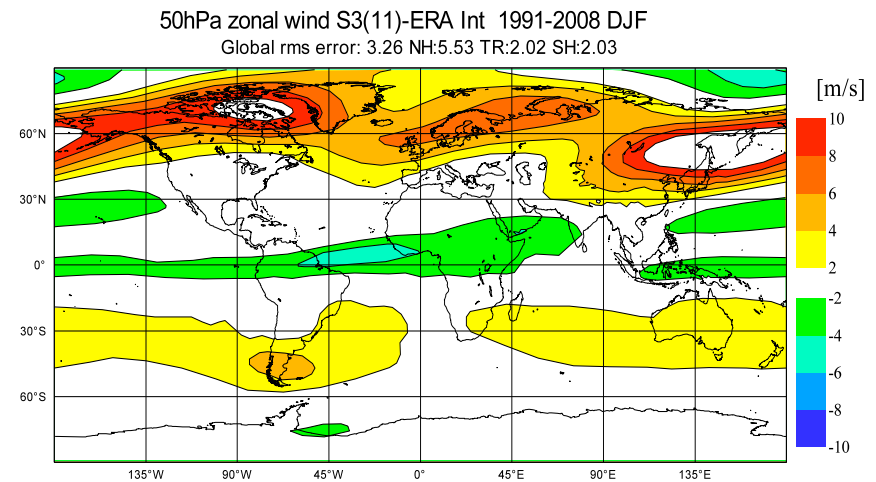 50hPa zonal wind S3(11)-ERA Int 1991-2008 DJF
Global rms error: 3.26 NH:5.53 TR:2.02 SH:2.03
[m/s]
10
8
6
4
2
-2
-4
-6
-8
-10
60°N
30°N
0°
30°S
60°S
135°W 90°W 45°W 0° 45°E 90°E 135°E